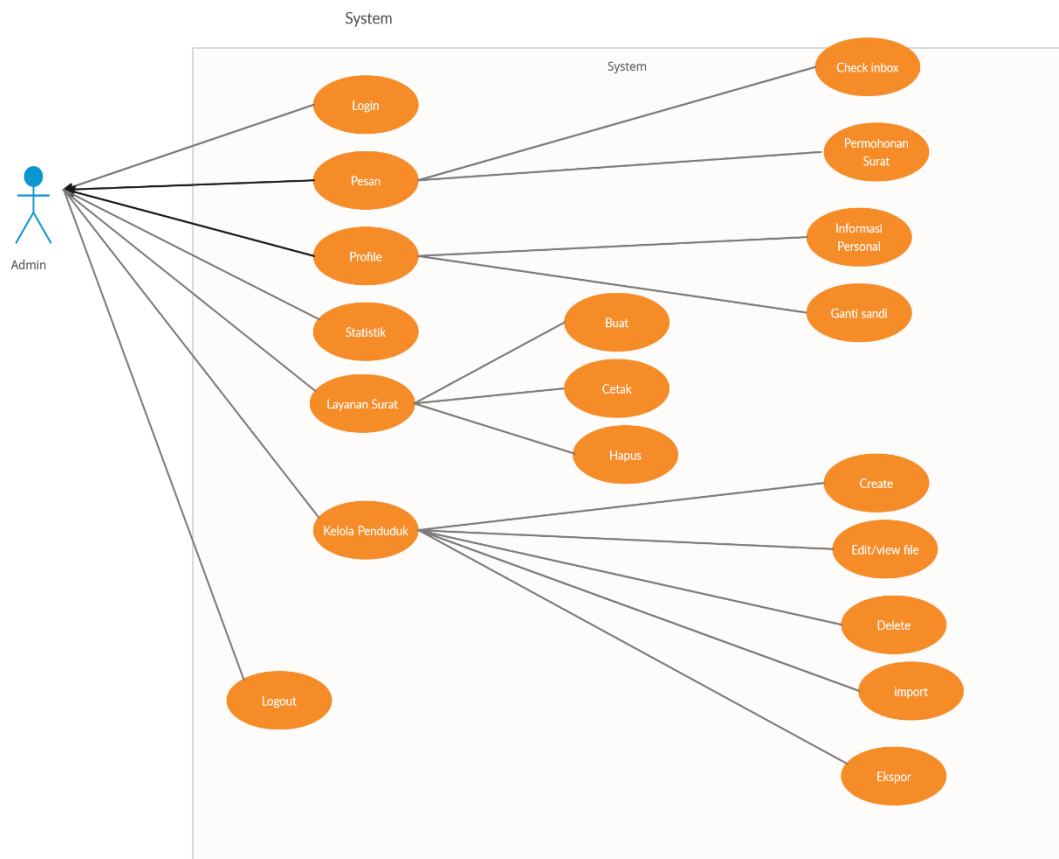 System
System
Check inbox
Login
Permohonan
Surat
Pesan
Admin
Informasi
Personal
Profile
Ganti sandi
Statistik
Buat
Layanan Surat
Cetak
Hapus
Create
Kelola Penduduk
Edit/view file
Delete
import
Logout
Ekspor